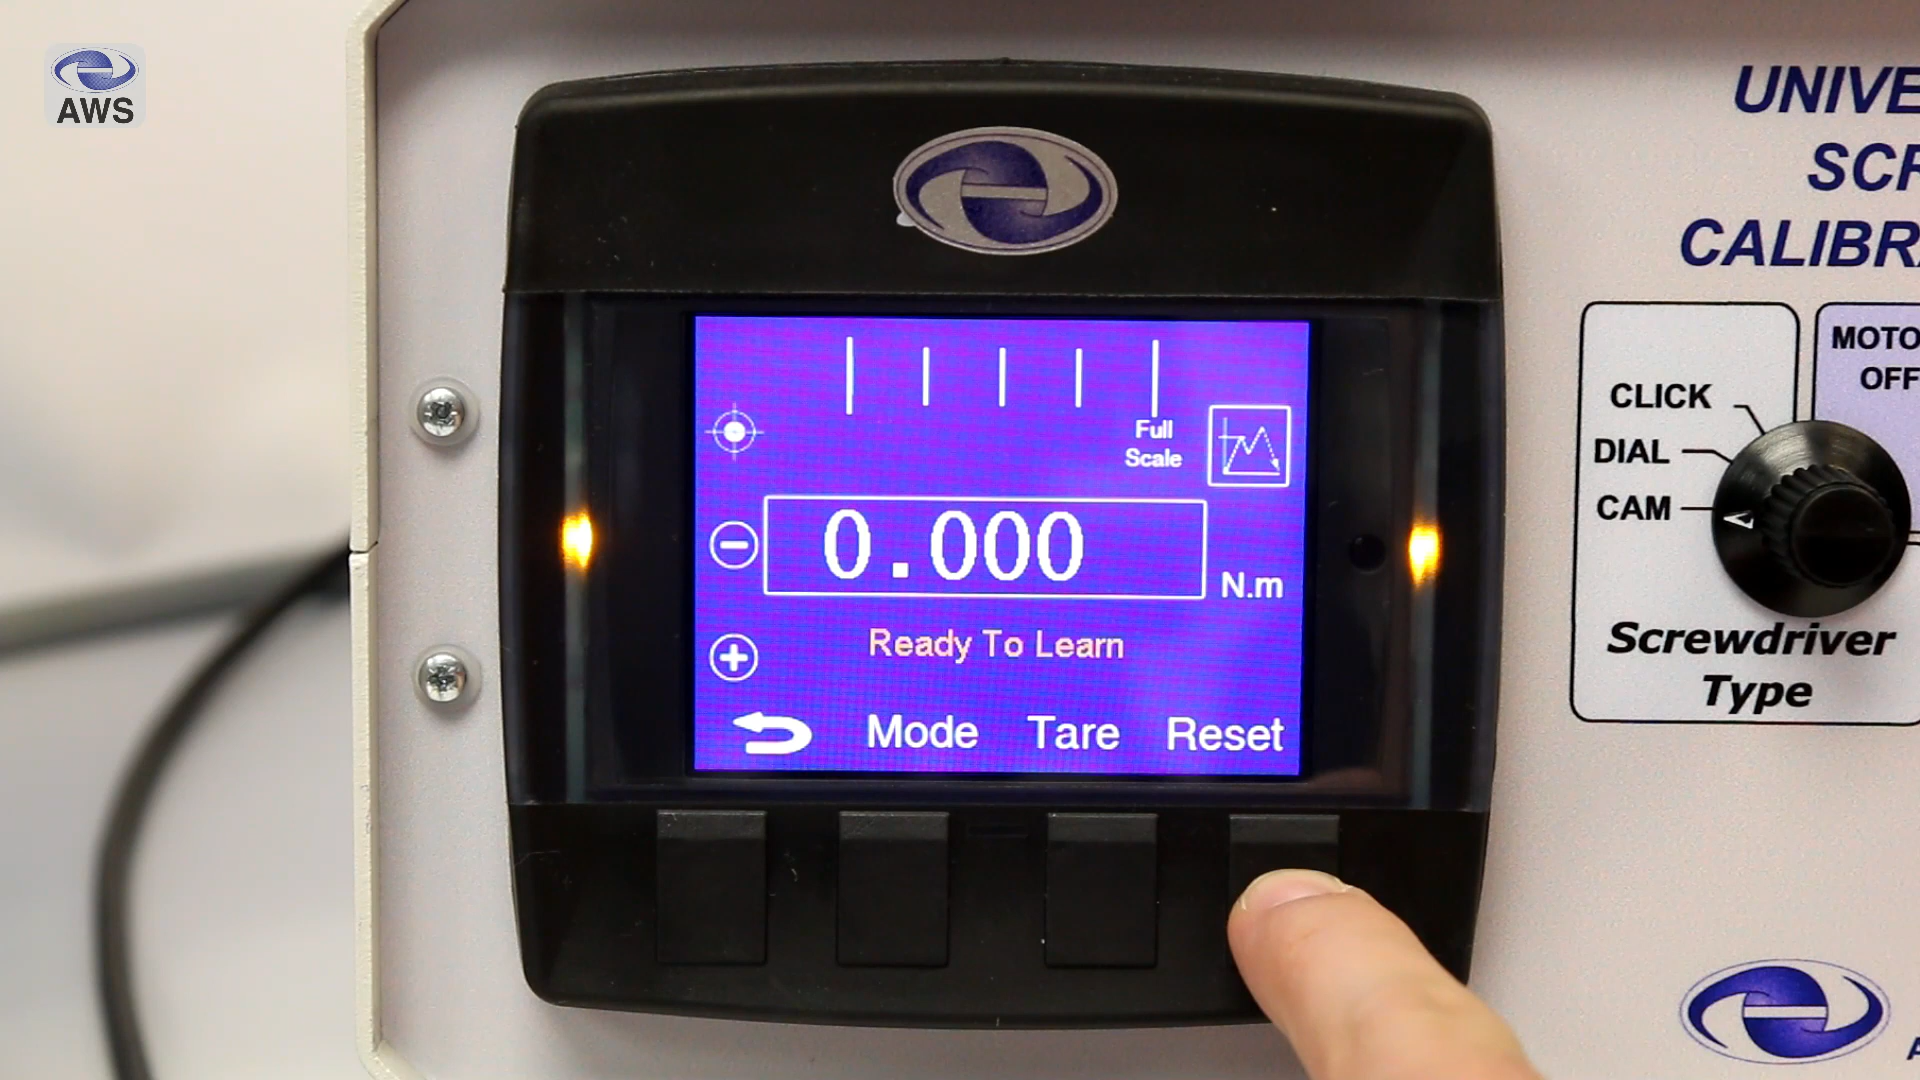 AWS
Full
Scale
0.000
N.m
Ready To Learn
Mode Tare Reset
CLICK
DIAL
CAM
Screwdriver
Type